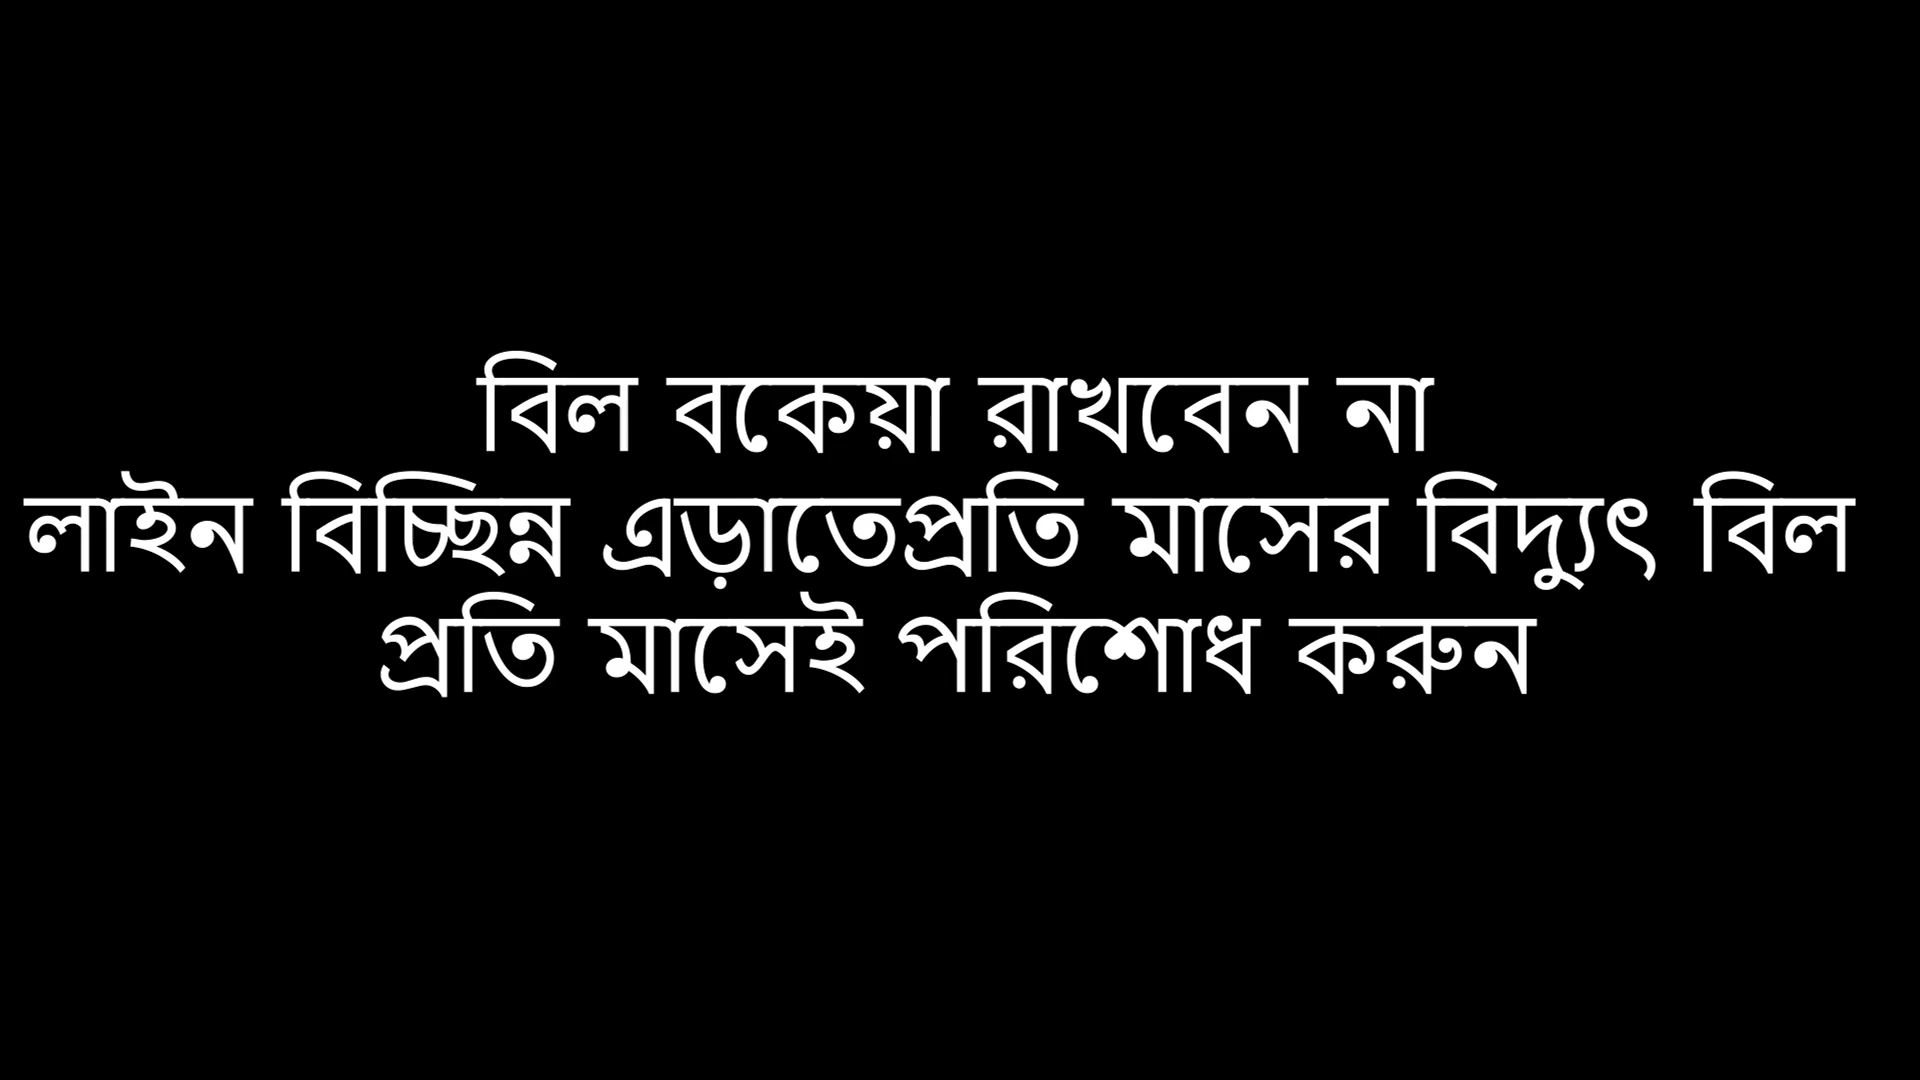 বিল বকেয়া রাখবেন না
লাইন বিচ্ছিন্ন এড়াতেপ্রতি মাসের বিদ্যুৎ বিল
প্রতি মাসেই পরিশোধ করুন